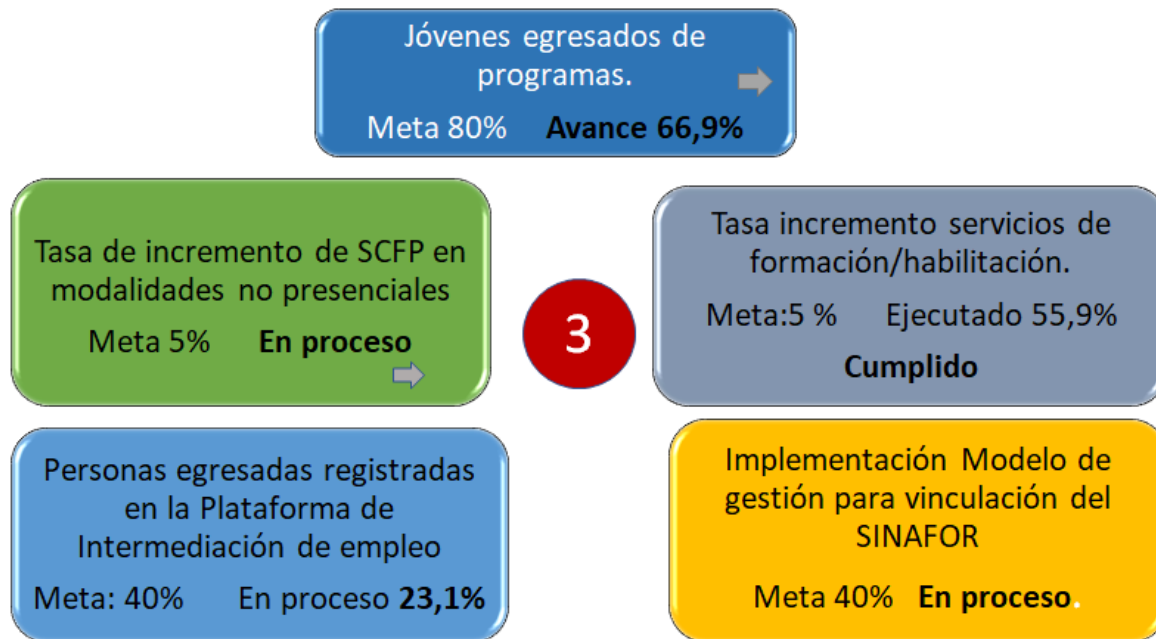 Jóvenes egresados de
programas.
Meta 80% Avance 66,9%
Tasa de incremento de SCFP en
modalidades no presenciales
Meta 5% En proceso
3
Tasa incremento servicios de
formación/habilitación.
Meta:5 % Ejecutado 55,9%
Cumplido
Personas egresadas registradas
en la Plataforma de
Intermediación de empleo
Meta: 40% En proceso 23,1%
Implementación Modelo de
gestión para vinculación del
SINAFOR
Meta 40% En proceso.